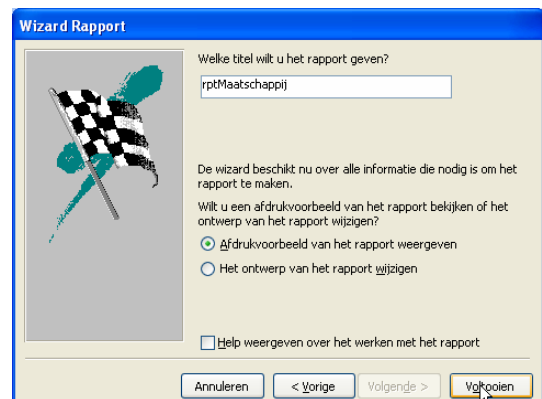 Wizard Rapport
Welke titel wilt u het rapport geven?
rptMaatschappij
De wizard beschikt nu over alle informatie die nodig is om het
rapport te maken.
Wilt u een afdrukvoorbeeld van het rapport bekijken of het
ontwerp van het rapport wijzigen?
Afdrukvoorbeeld van het rapport weergeven
Het ontwerp van het rapport wijzigen
Help weergeven over het werken met het rapport
Annuleren
< Vorige
Volgende >
Voltooien